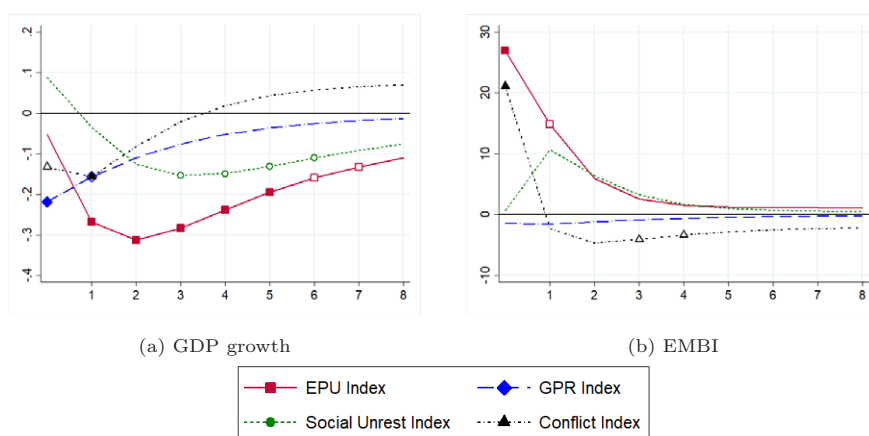 .2
.1
0
-.1
-.2
-.3
-.4
1 2 3 4 5 6 7 8
30
20
10
0
-10
1 2 3 4 5 6 7 8
(a) GDP growth
(b) EMBI
EPU Index
GPR Index
Social Unrest Index
Conflict Index